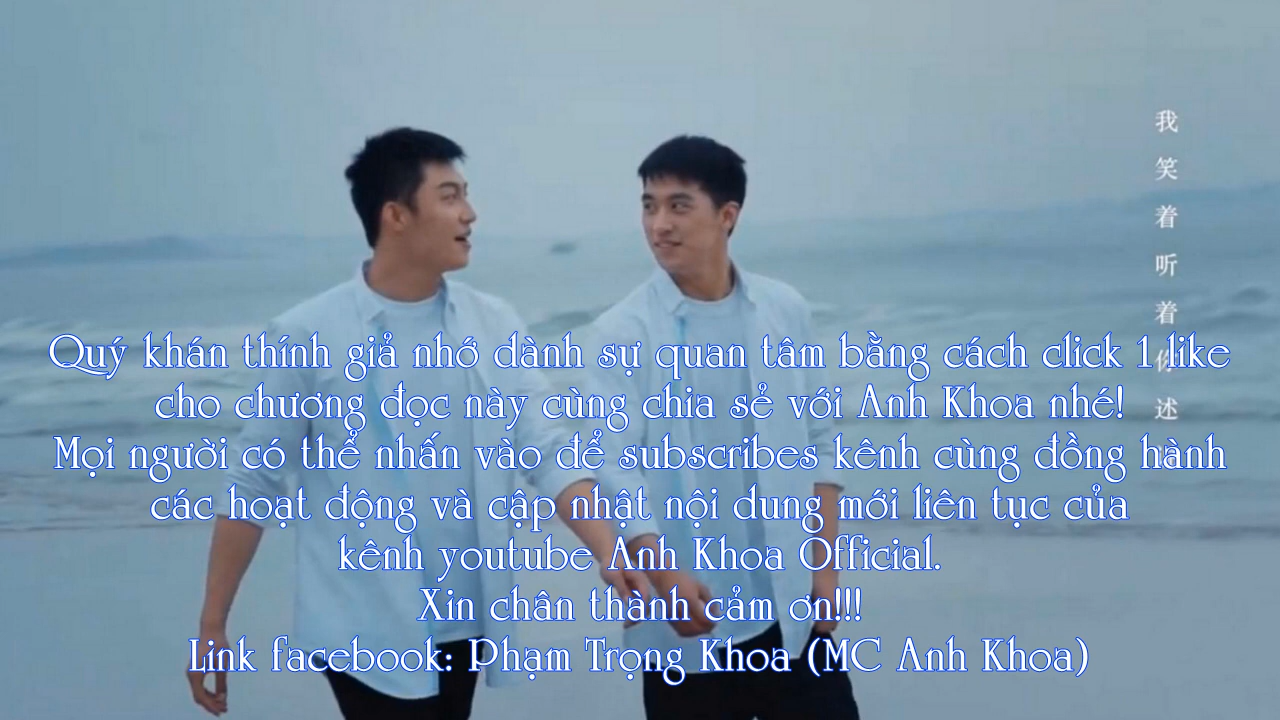 Quý khán thính giả nhớ dành sự quan tâm bằng cách click 1 like
cho chương đọc này cùng chia sẻ với Anh Khoa nhé!
Mọi người có thể nhấn vào để subscribes kênh cùng đồng hành
các hoạt động và cập nhật nội dung mới liên tục của
kênh youtube Anh Khoa Official.
Xin chân thành cảm ơn!!!
Link facebook: Phạm Trọng Khoa (MC Anh Khoa)
我笑着听着你述